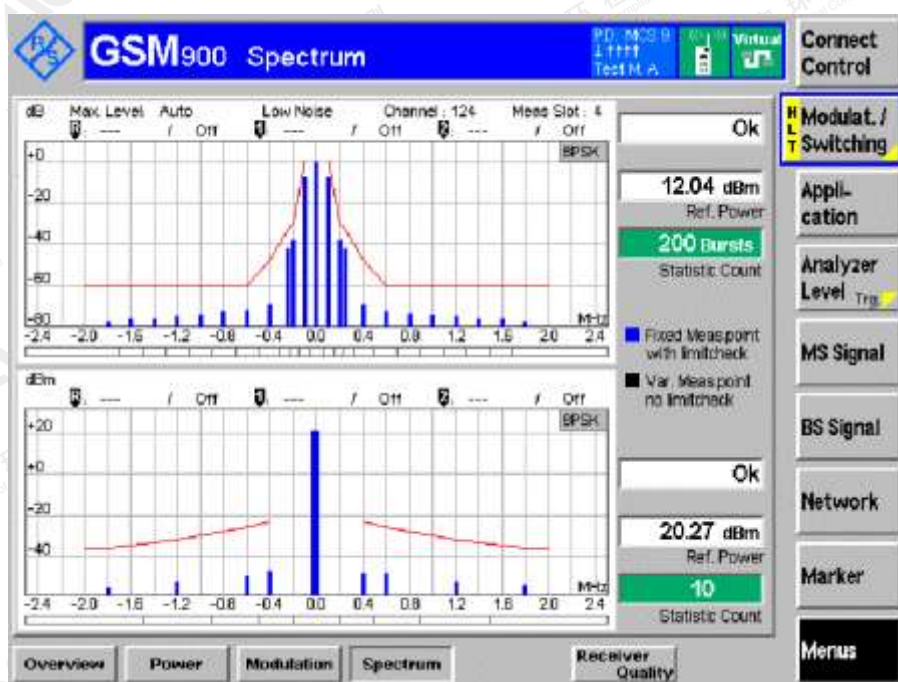 GSM900 Spectrum
PD: MCS 9
Test M. A
Virtual
Connect Control
dB Max. Level: Auto Low Noise Channel : 124 Meas Slot : 4
R: --- / Off 1: --- / Off 2: --- / Off
8PSK
+0
-20
-40
-60
-80
MHz
-2.4 -2.0 -1.6 -1.2 -0.8 -0.4 0.0 0.4 0.8 1.2 1.6 2.0 2.4
Ok
12.04 dBm
Ref. Power
200 Bursts
Statistic Count
Fixed Meas point
with limitcheck
Var. Meas point
no limitcheck
dBm
R: --- / Off 1: --- / Off 2: --- / Off
8PSK
+20
+0
-20
-40
MHz
-2.4 -2.0 -1.6 -1.2 -0.8 -0.4 0.0 0.4 0.8 1.2 1.6 2.0 2.4
Ok
20.27 dBm
Ref. Power
10
Statistic Count
HLT
Modulat. /
Switching
Appli-
cation
Analyzer
Level Trg.
MS Signal
BS Signal
Network
Marker
Menus
Overview
Power
Modulation
Spectrum
Receiver
Quality